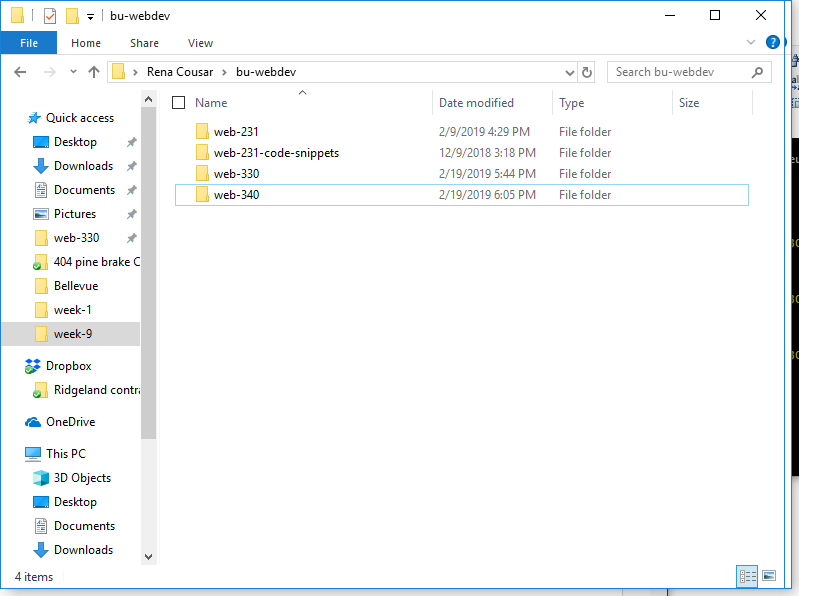 bu-webdev
File Home Share View
Rena Cousar bu-webdev Search bu-webdev
Name Date modified Type Size
Quick access
Desktop
Downloads
Documents
Pictures
web-330
404 pine brake C
Bellevue
week-1
week-9
Dropbox
Ridgeland contra
OneDrive
This PC
3D Objects
Desktop
Documents
Downloads
web-231 2/9/2019 4:29 PM File folder
web-231-code-snippets 12/9/2018 3:18 PM File folder
web-330 2/19/2019 5:44 PM File folder
web-340 2/19/2019 6:05 PM File folder
4 items